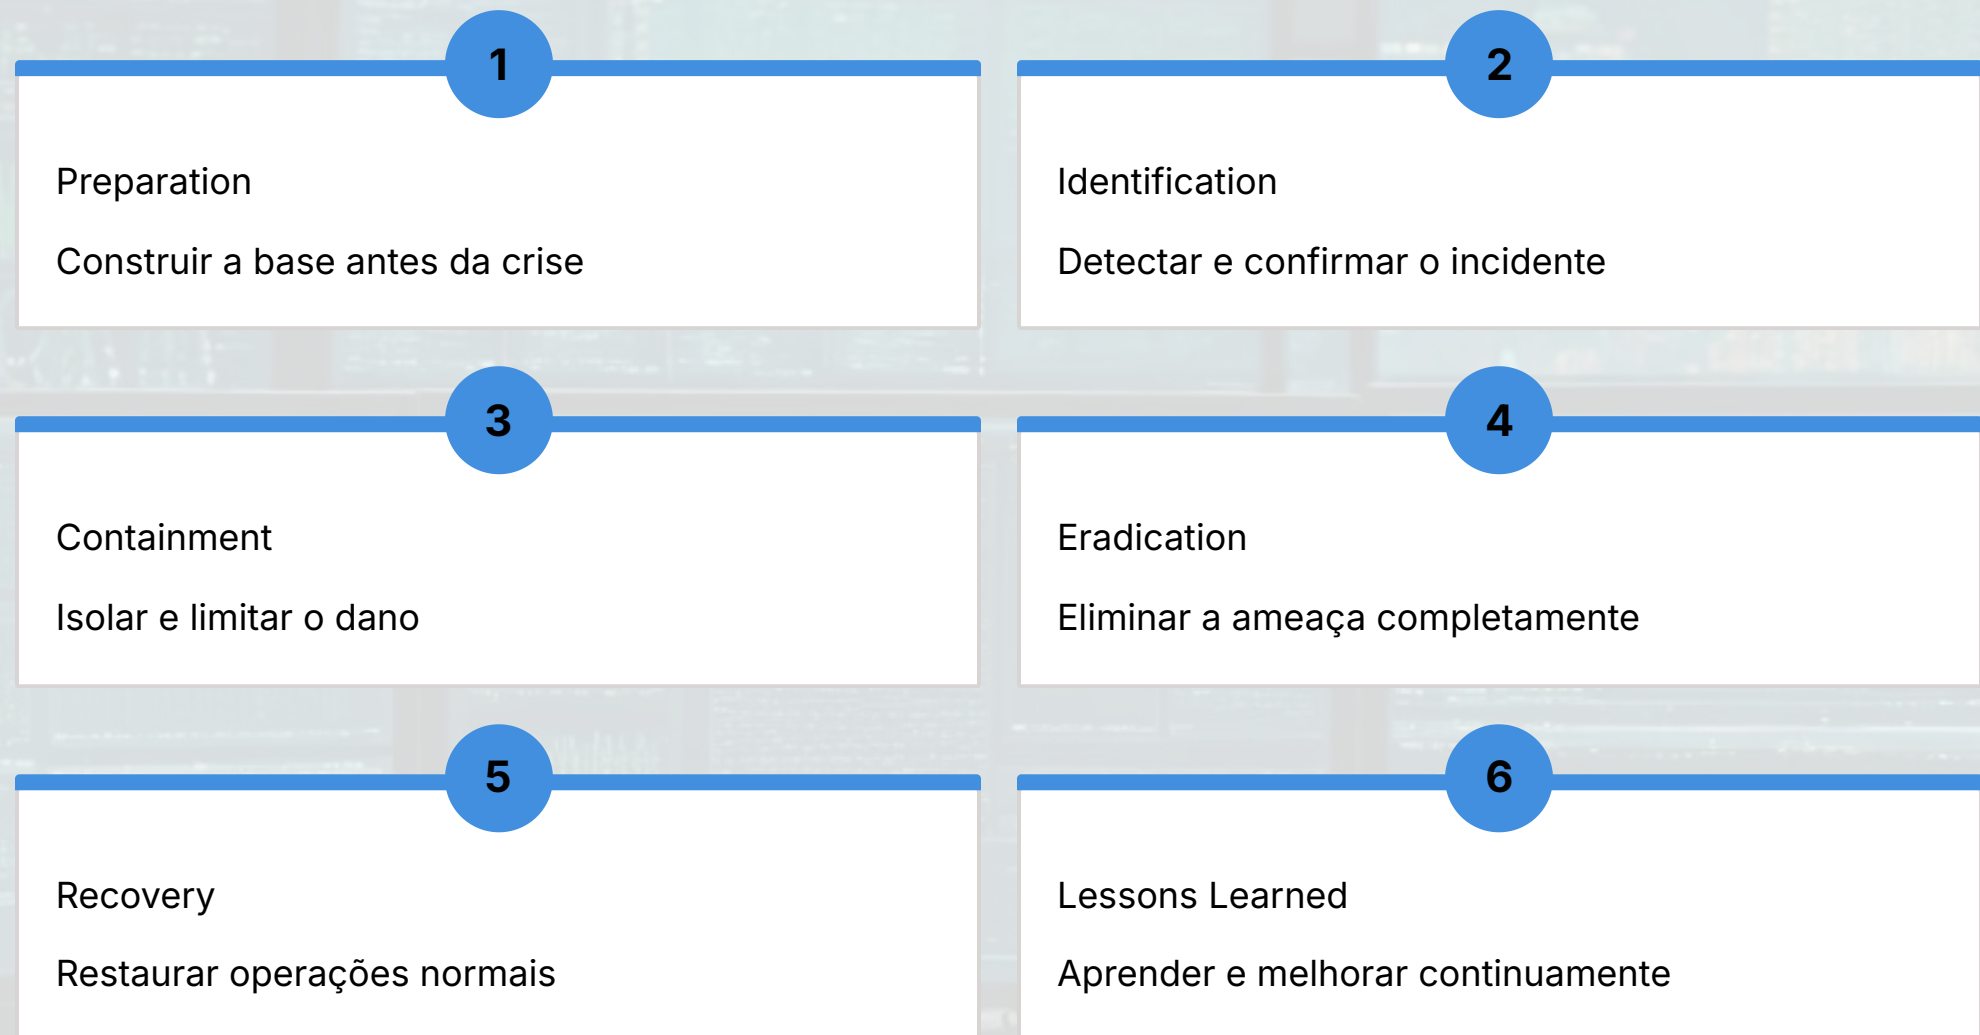 1
Preparation
Construir a base antes da crise
2
Identification
Detectar e confirmar o incidente
3
Containment
Isolar e limitar o dano
4
Eradication
Eliminar a ameaça completamente
5
Recovery
Restaurar operações normais
6
Lessons Learned
Aprender e melhorar continuamente